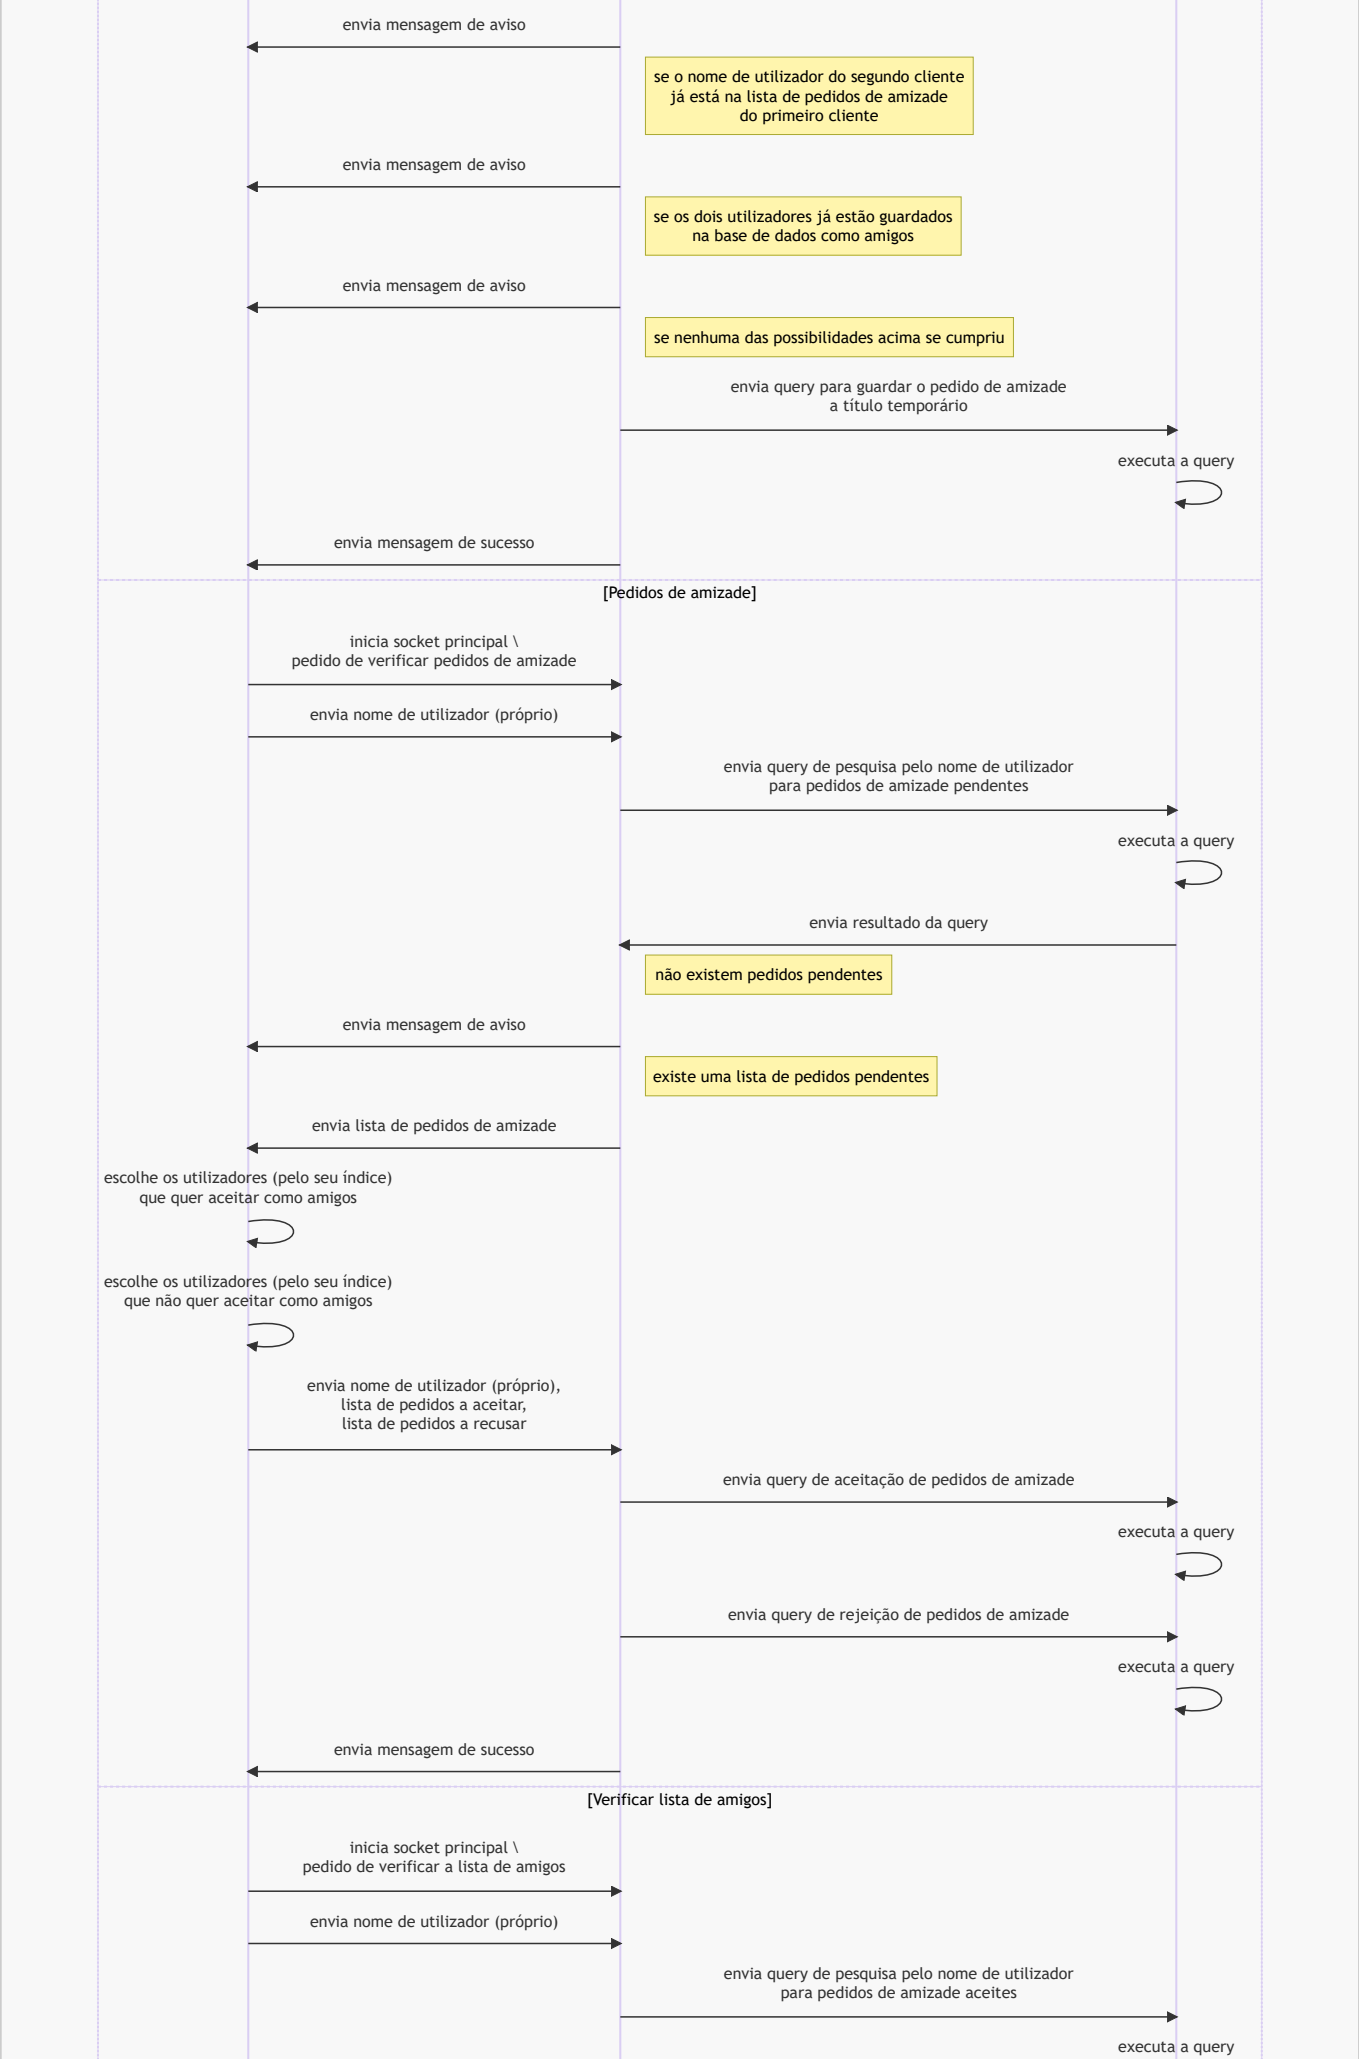 envia mensagem de aviso
se o nome de utilizador do segundo cliente
já está na lista de pedidos de amizade
do primeiro cliente
envia mensagem de aviso
se os dois utilizadores já estão guardados
na base de dados como amigos
envia mensagem de aviso
se nenhuma das possibilidades acima se cumpriu
envia query para guardar o pedido de amizade
a título temporário
executa a query
envia mensagem de sucesso
[Pedidos de amizade]
inicia socket principal \
pedido de verificar pedidos de amizade
envia nome de utilizador (próprio)
envia query de pesquisa pelo nome de utilizador
para pedidos de amizade pendentes
executa a query
envia resultado da query
não existem pedidos pendentes
envia mensagem de aviso
existe uma lista de pedidos pendentes
envia lista de pedidos de amizade
escolhe os utilizadores (pelo seu índice)
que quer aceitar como amigos
escolhe os utilizadores (pelo seu índice)
que não quer aceitar como amigos
envia nome de utilizador (próprio),
lista de pedidos a aceitar,
lista de pedidos a recusar
envia query de aceitação de pedidos de amizade
executa a query
envia query de rejeição de pedidos de amizade
executa a query
envia mensagem de sucesso
[Verificar lista de amigos]
inicia socket principal \
pedido de verificar a lista de amigos
envia nome de utilizador (próprio)
envia query de pesquisa pelo nome de utilizador
para pedidos de amizade aceites
executa a query